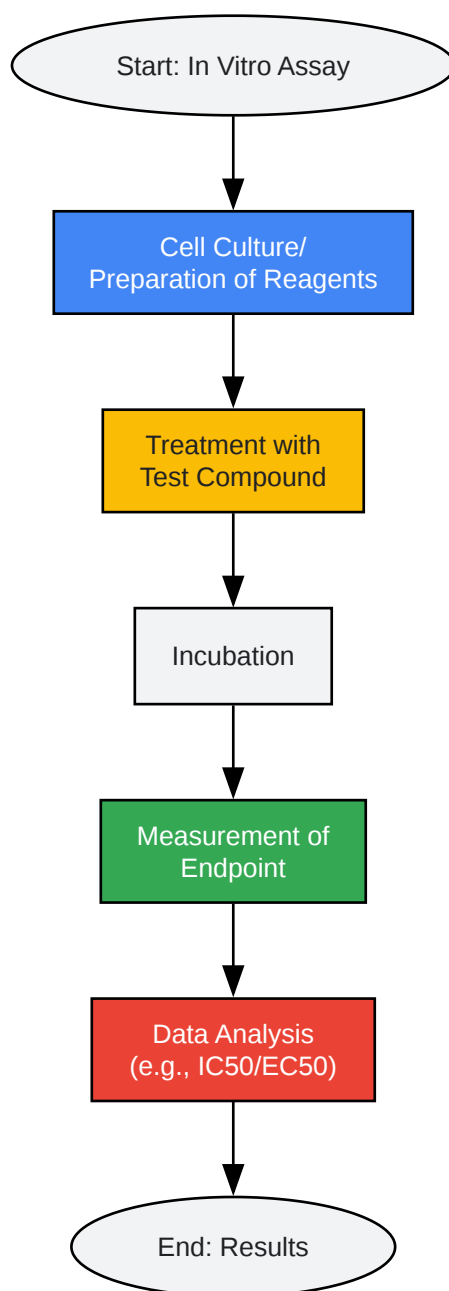 Start: In Vitro Assay
Cell Culture/
Preparation of Reagents
Treatment with
Test Compound
Incubation
Measurement of
Endpoint
Data Analysis
(e.g., IC50/EC50)
End: Results